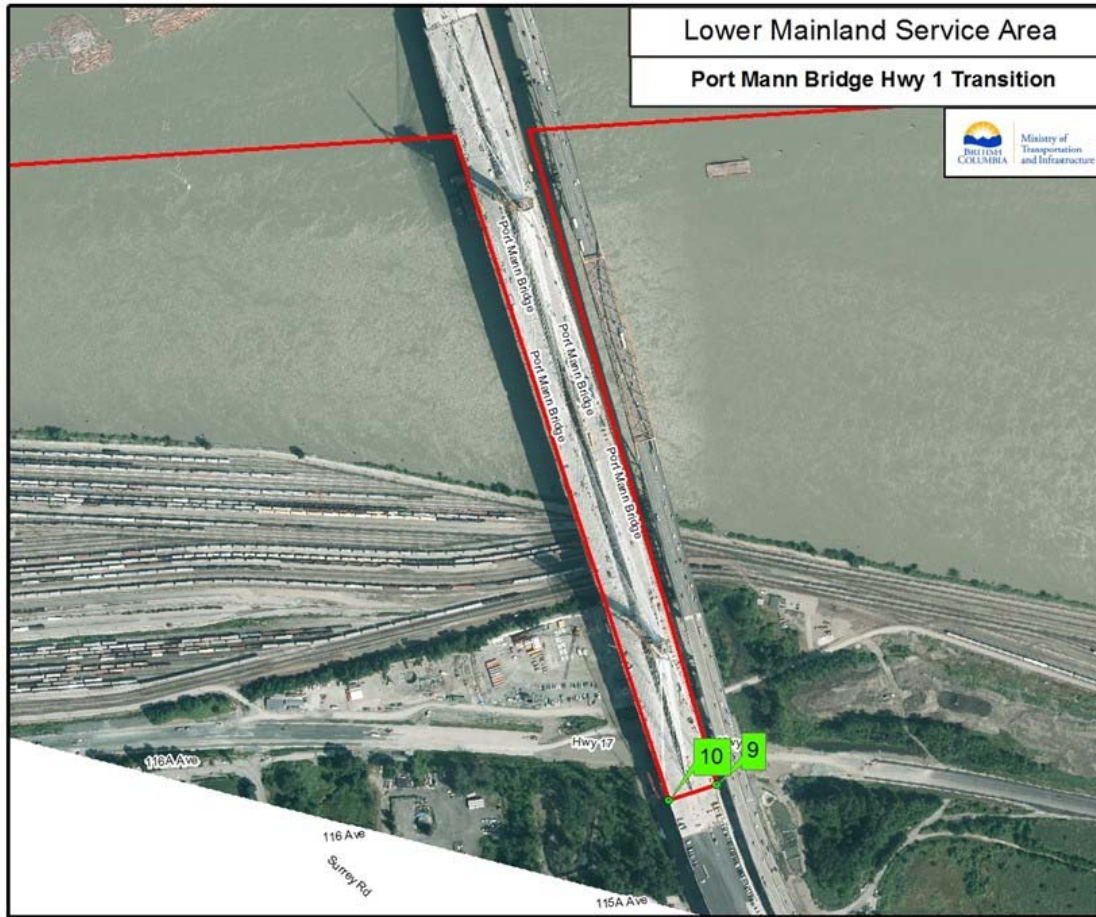 Lower Mainland Service Area
Port Mann Bridge Hwy 1 Transition
BRITISH
COLUMBIA
Ministry of
Transportation
and Infrastructure
Port Mann Bridge
Port Mann Bridge
Port Mann Bridge
Port Mann Bridge
Hwy 17
10
9
116A Ave
116 Ave
Surrey Rd
115A Ave